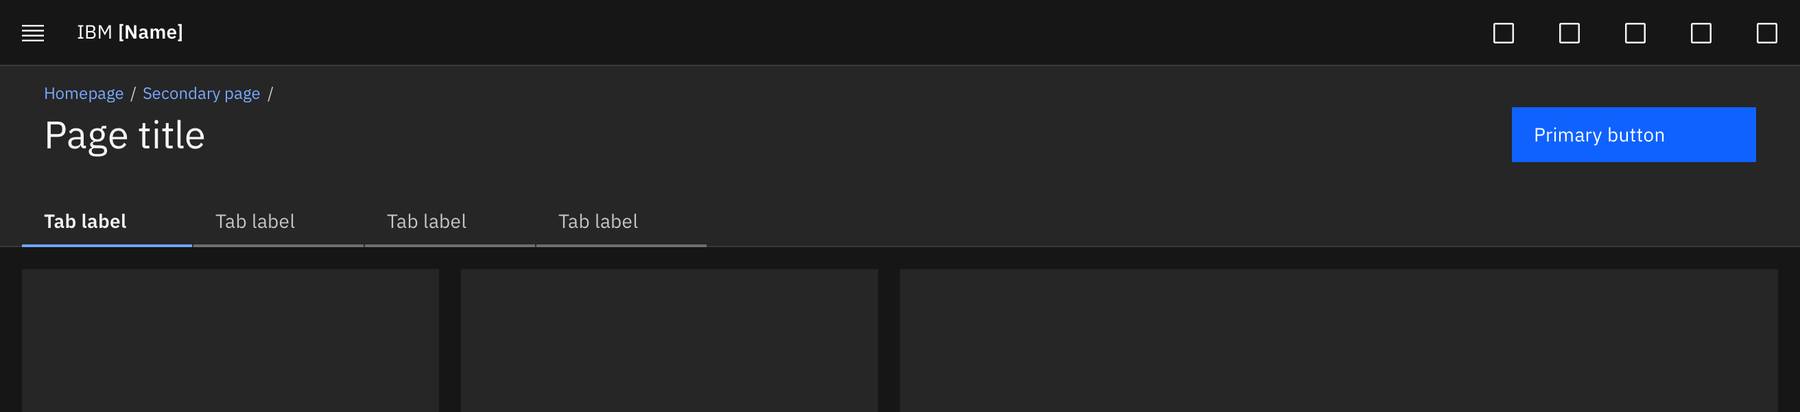 IBM [Name]
Homepage / Secondary page /
Page title
Primary button
Tab label Tab label Tab label Tab label